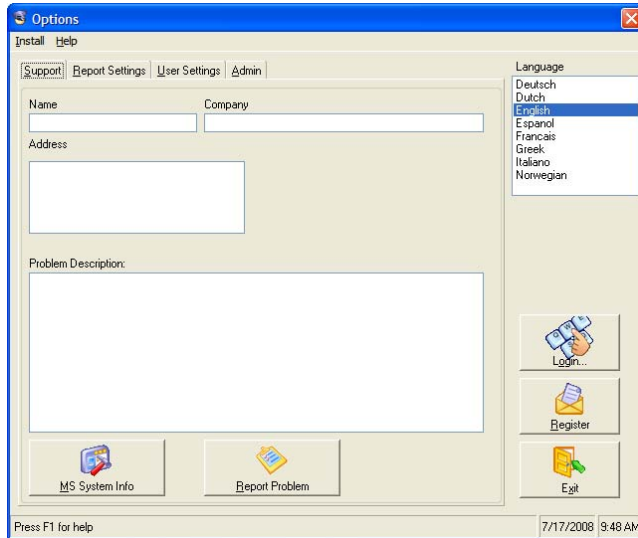 Options
Install Help
Support Report Settings User Settings Admin
Name Company
Address
Problem Description:
MS System Info Report Problem
Language
Deutsch
Dutch
English
Espanol
Francais
Greek
Italiano
Norwegian
Login...
Register
Exit
Press F1 for help 7/17/2008 9:48 AM